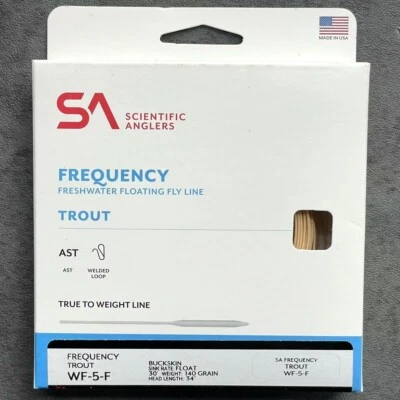 MADE IN USA
SA
SCIENTIFIC
ANGLERS
FREQUENCY
FRESHWATER FLOATING FLY LINE
TROUT
AST
AST
WELDED
LOOP
TRUE TO WEIGHT LINE
FREQUENCY
TROUT
WF-5-F
BUCKSKIN
SINK RATE: FLOAT
30' WEIGHT: 140 GRAIN
HEAD LENGTH: 34'
SA FREQUENCY
TROUT
WF-5-F